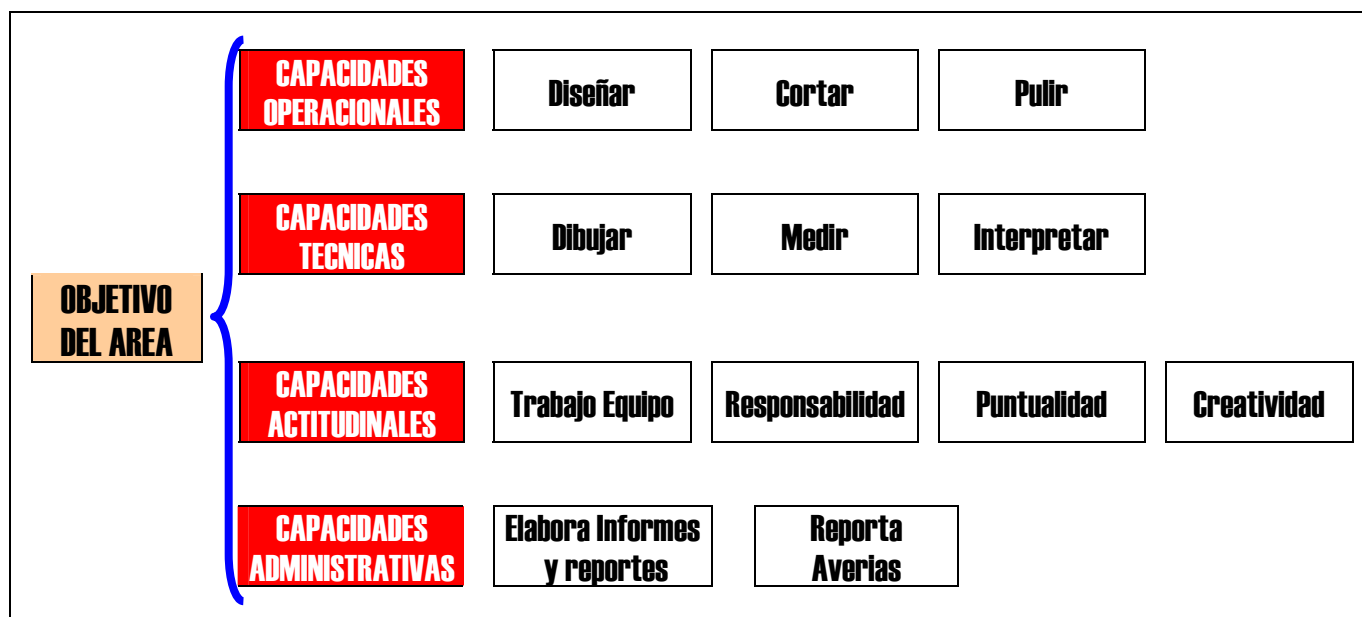 CAPACIDADES
OPERACIONALES
Diseñar
Cortar
Pulir
CAPACIDADES
TECNICAS
Dibujar
Medir
Interpretar
OBJETIVO
DEL AREA
CAPACIDADES
ACTITUDINALES
Trabajo Equipo
Responsabilidad
Puntualidad
Creatividad
CAPACIDADES
ADMINISTRATIVAS
Elabora Informes
y reportes
Reporta
Averias